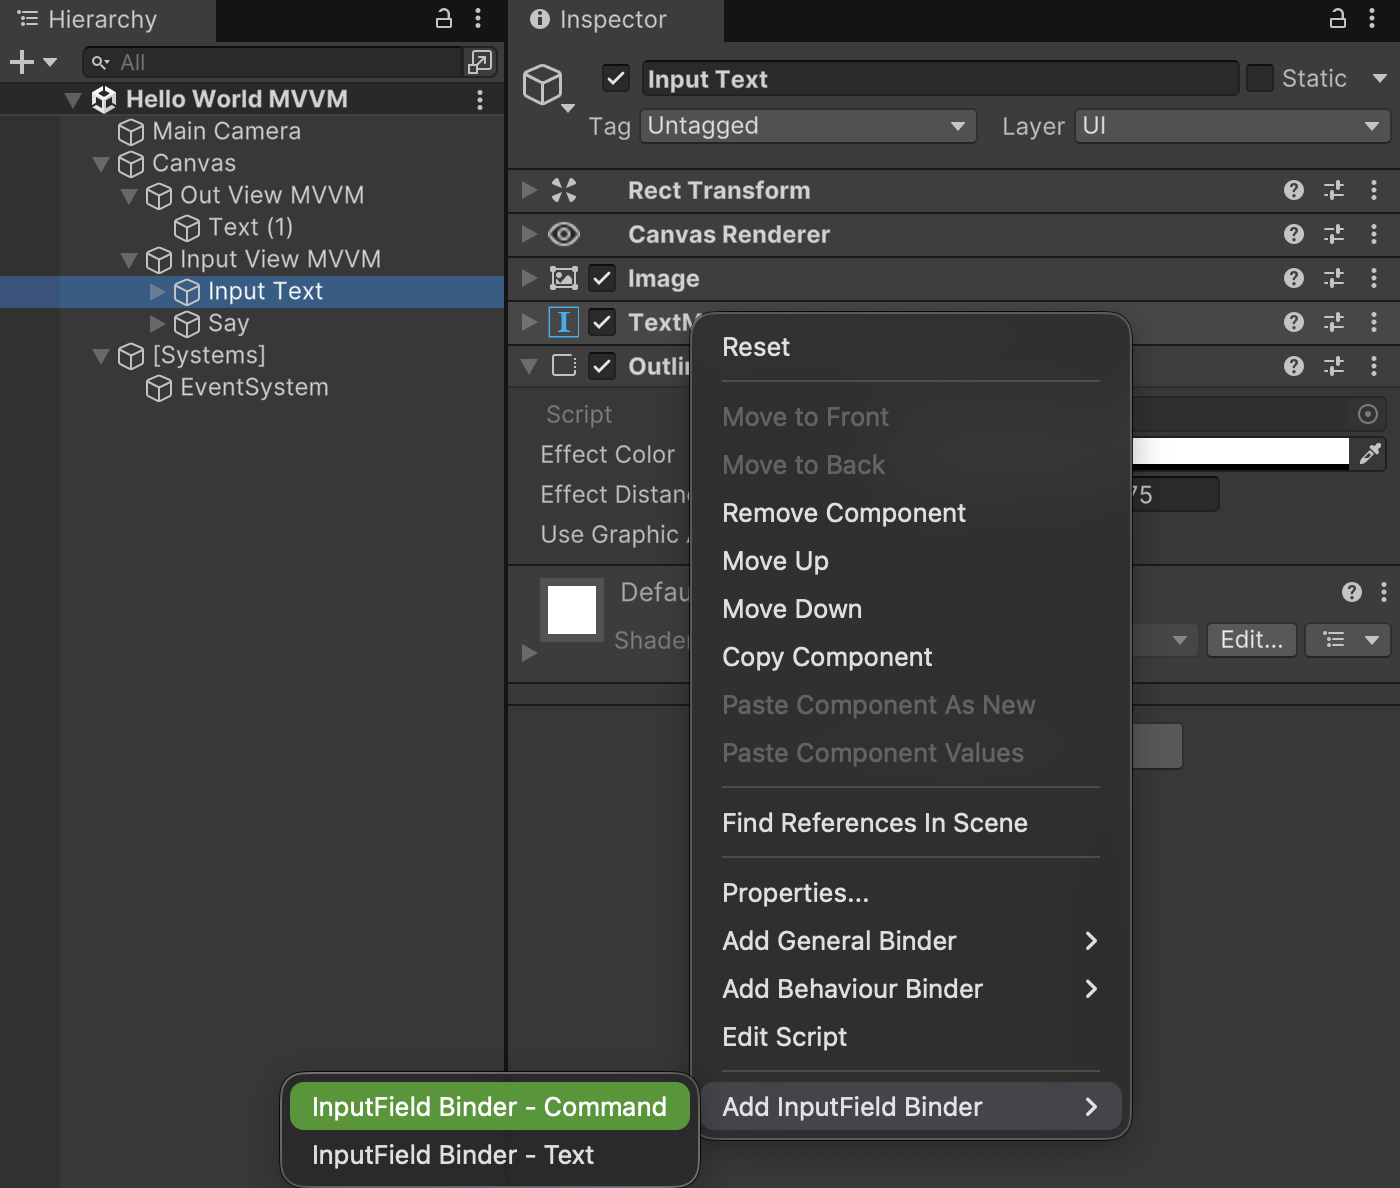 Hierarchy
All
Hello World MVVM
Main Camera
Canvas
Out View MVVM
Text (1)
Input View MVVM
Input Text
Say
[Systems]
EventSystem
Inspector
Input Text
Static
Tag
Untagged
Layer
UI
Rect Transform
Canvas Renderer
Image
TextM
Outlin
Script
Effect Color
Effect Distan
75
Use Graphic
Defau
Shader
Edit...
Reset
Move to Front
Move to Back
Remove Component
Move Up
Move Down
Copy Component
Paste Component As New
Paste Component Values
Find References In Scene
Properties...
Add General Binder
Add Behaviour Binder
Edit Script
Add InputField Binder
InputField Binder - Command
InputField Binder - Text